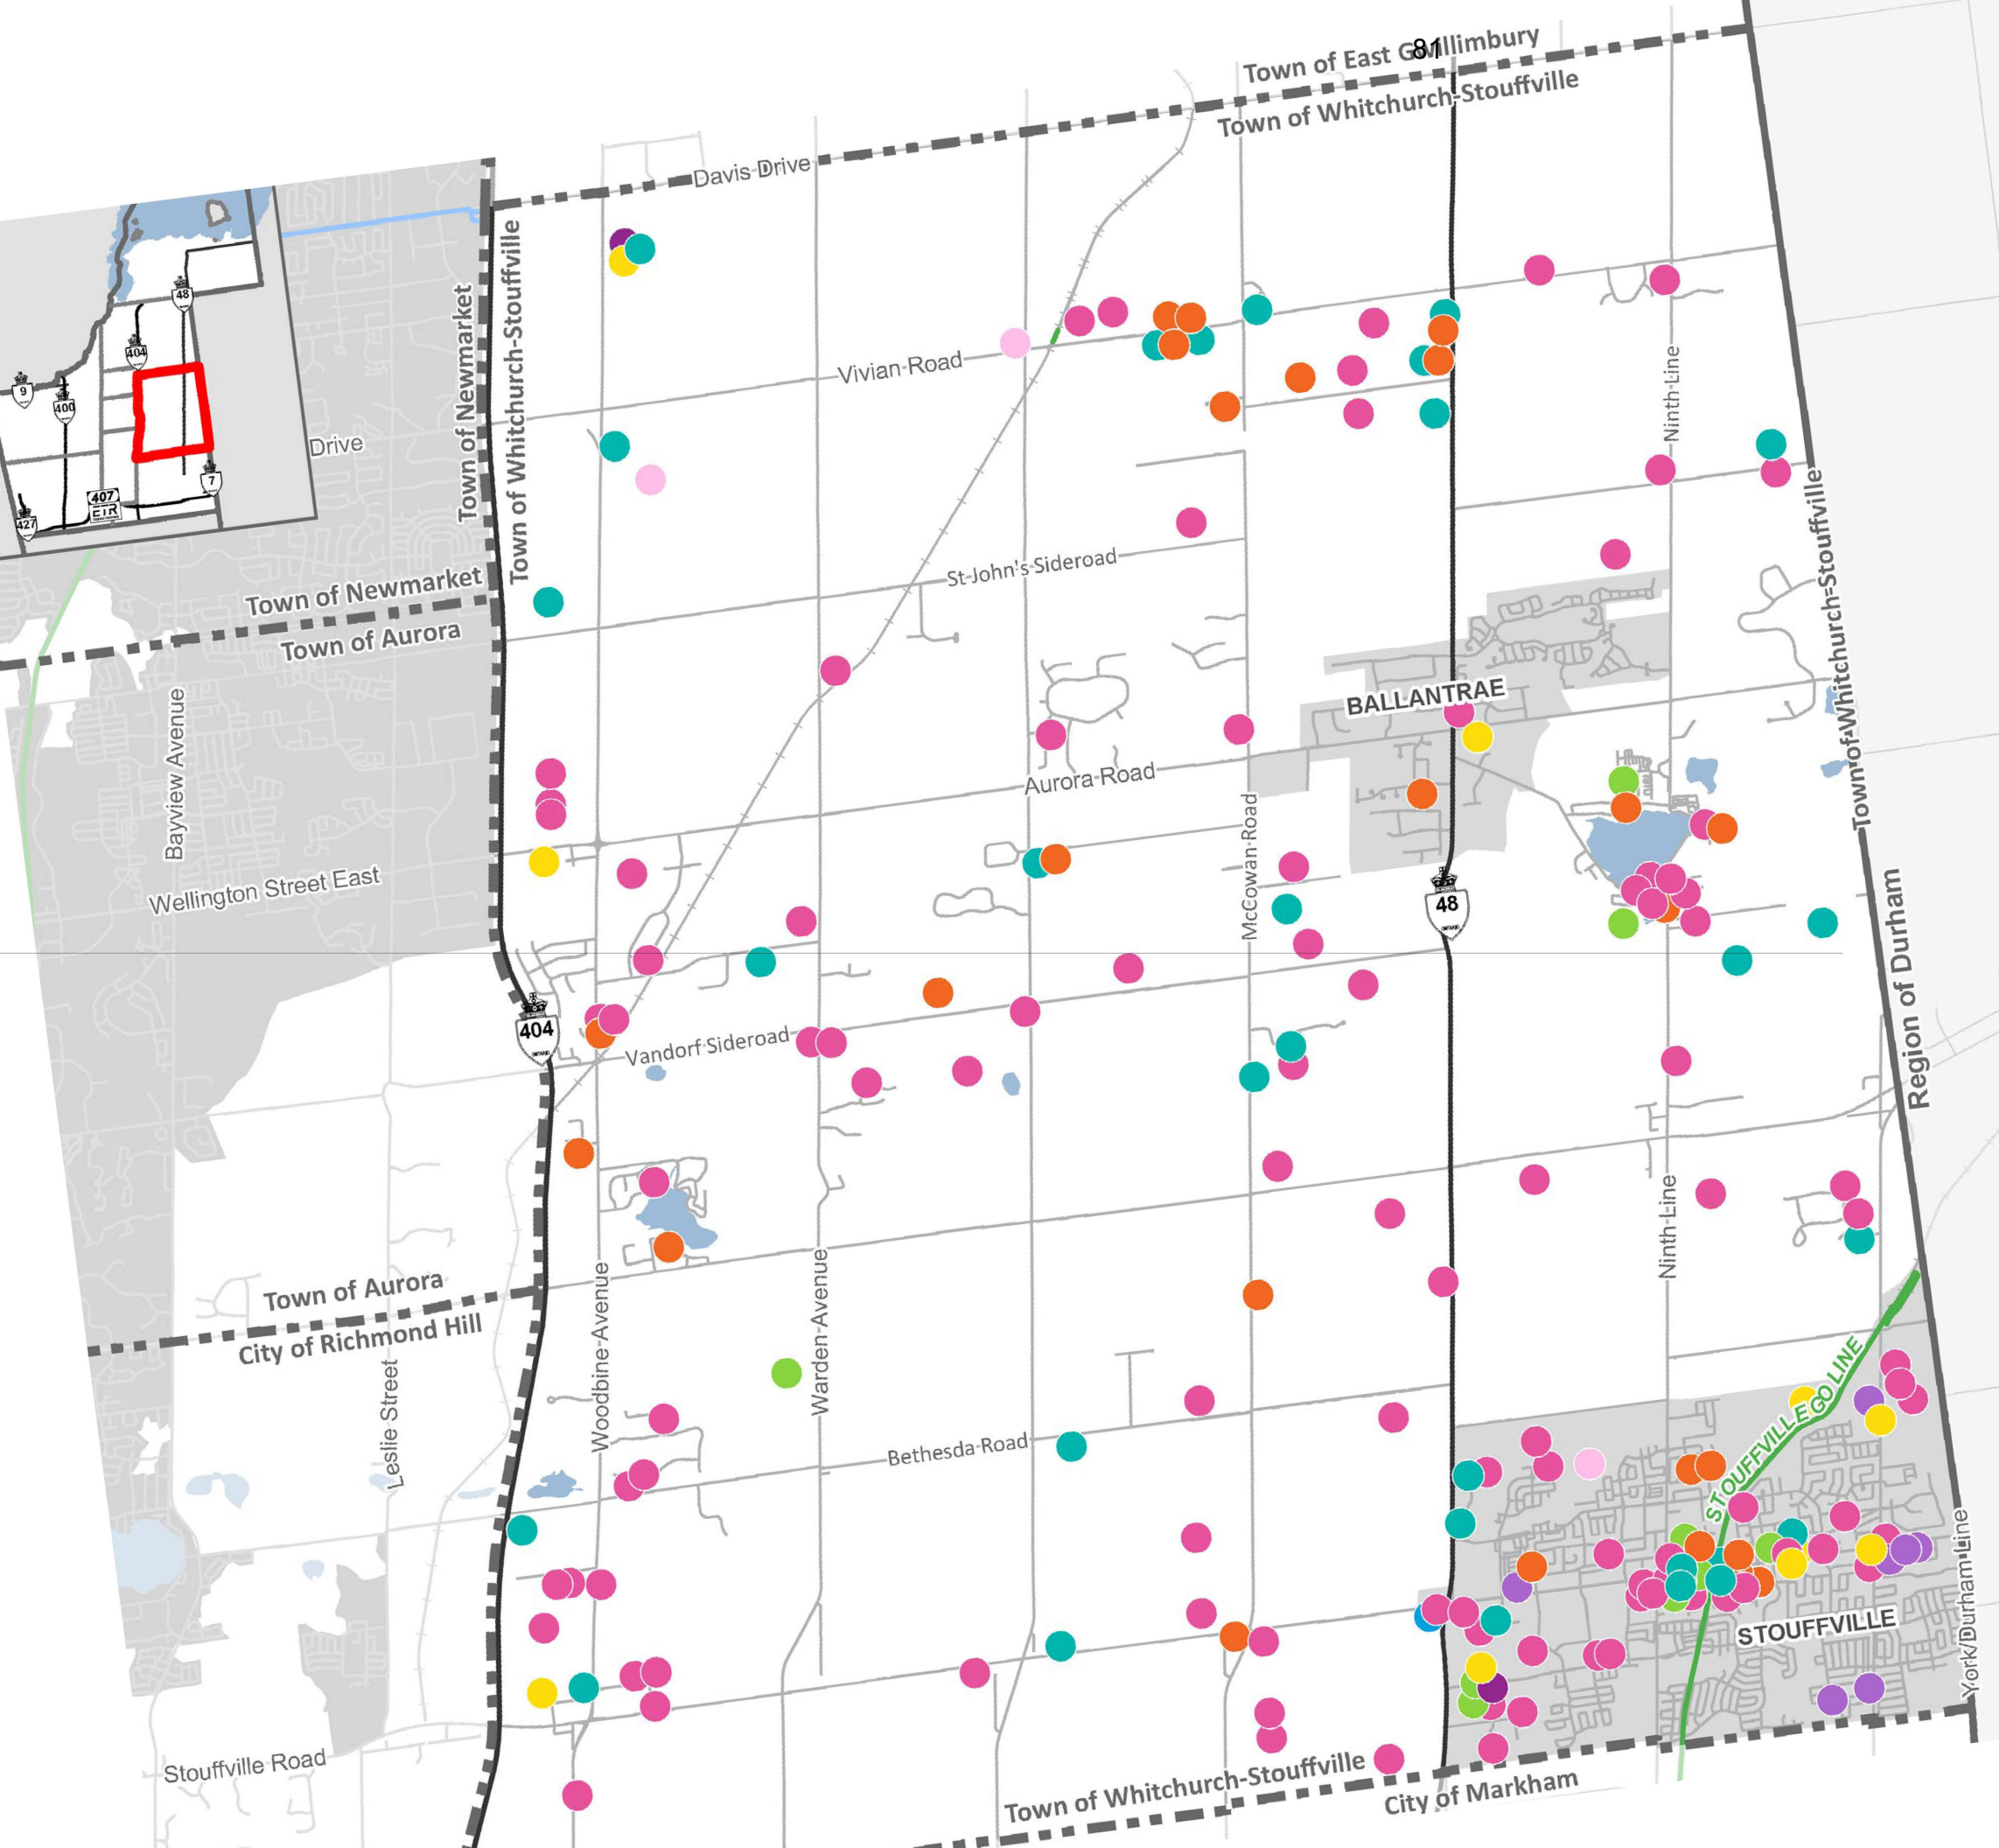 81
Town of East Gwillimbury
Town of Whitchurch-Stouffville
Davis Drive
Town of Newmarket
Town of Whitchurch-Stouffville
48
404
9
400
7
407
ETR
427
Drive
Vivian Road
Ninth Line
Town of Whitchurch-Stouffville
Region of Durham
St John's Sideroad
Town of Newmarket
Town of Aurora
BALLANTRAE
Bayview Avenue
Aurora Road
McCowan Road
Wellington Street East
48
ONTARIO
404
ONTARIO
Vandorf Sideroad
Ninth Line
Town of Aurora
City of Richmond Hill
Woodbine Avenue
Warden Avenue
Leslie Street
Bethesda Road
STOUFFVILLE GO LINE
STOUFFVILLE
York/Durham Line
Stouffville Road
Town of Whitchurch-Stouffville
City of Markham